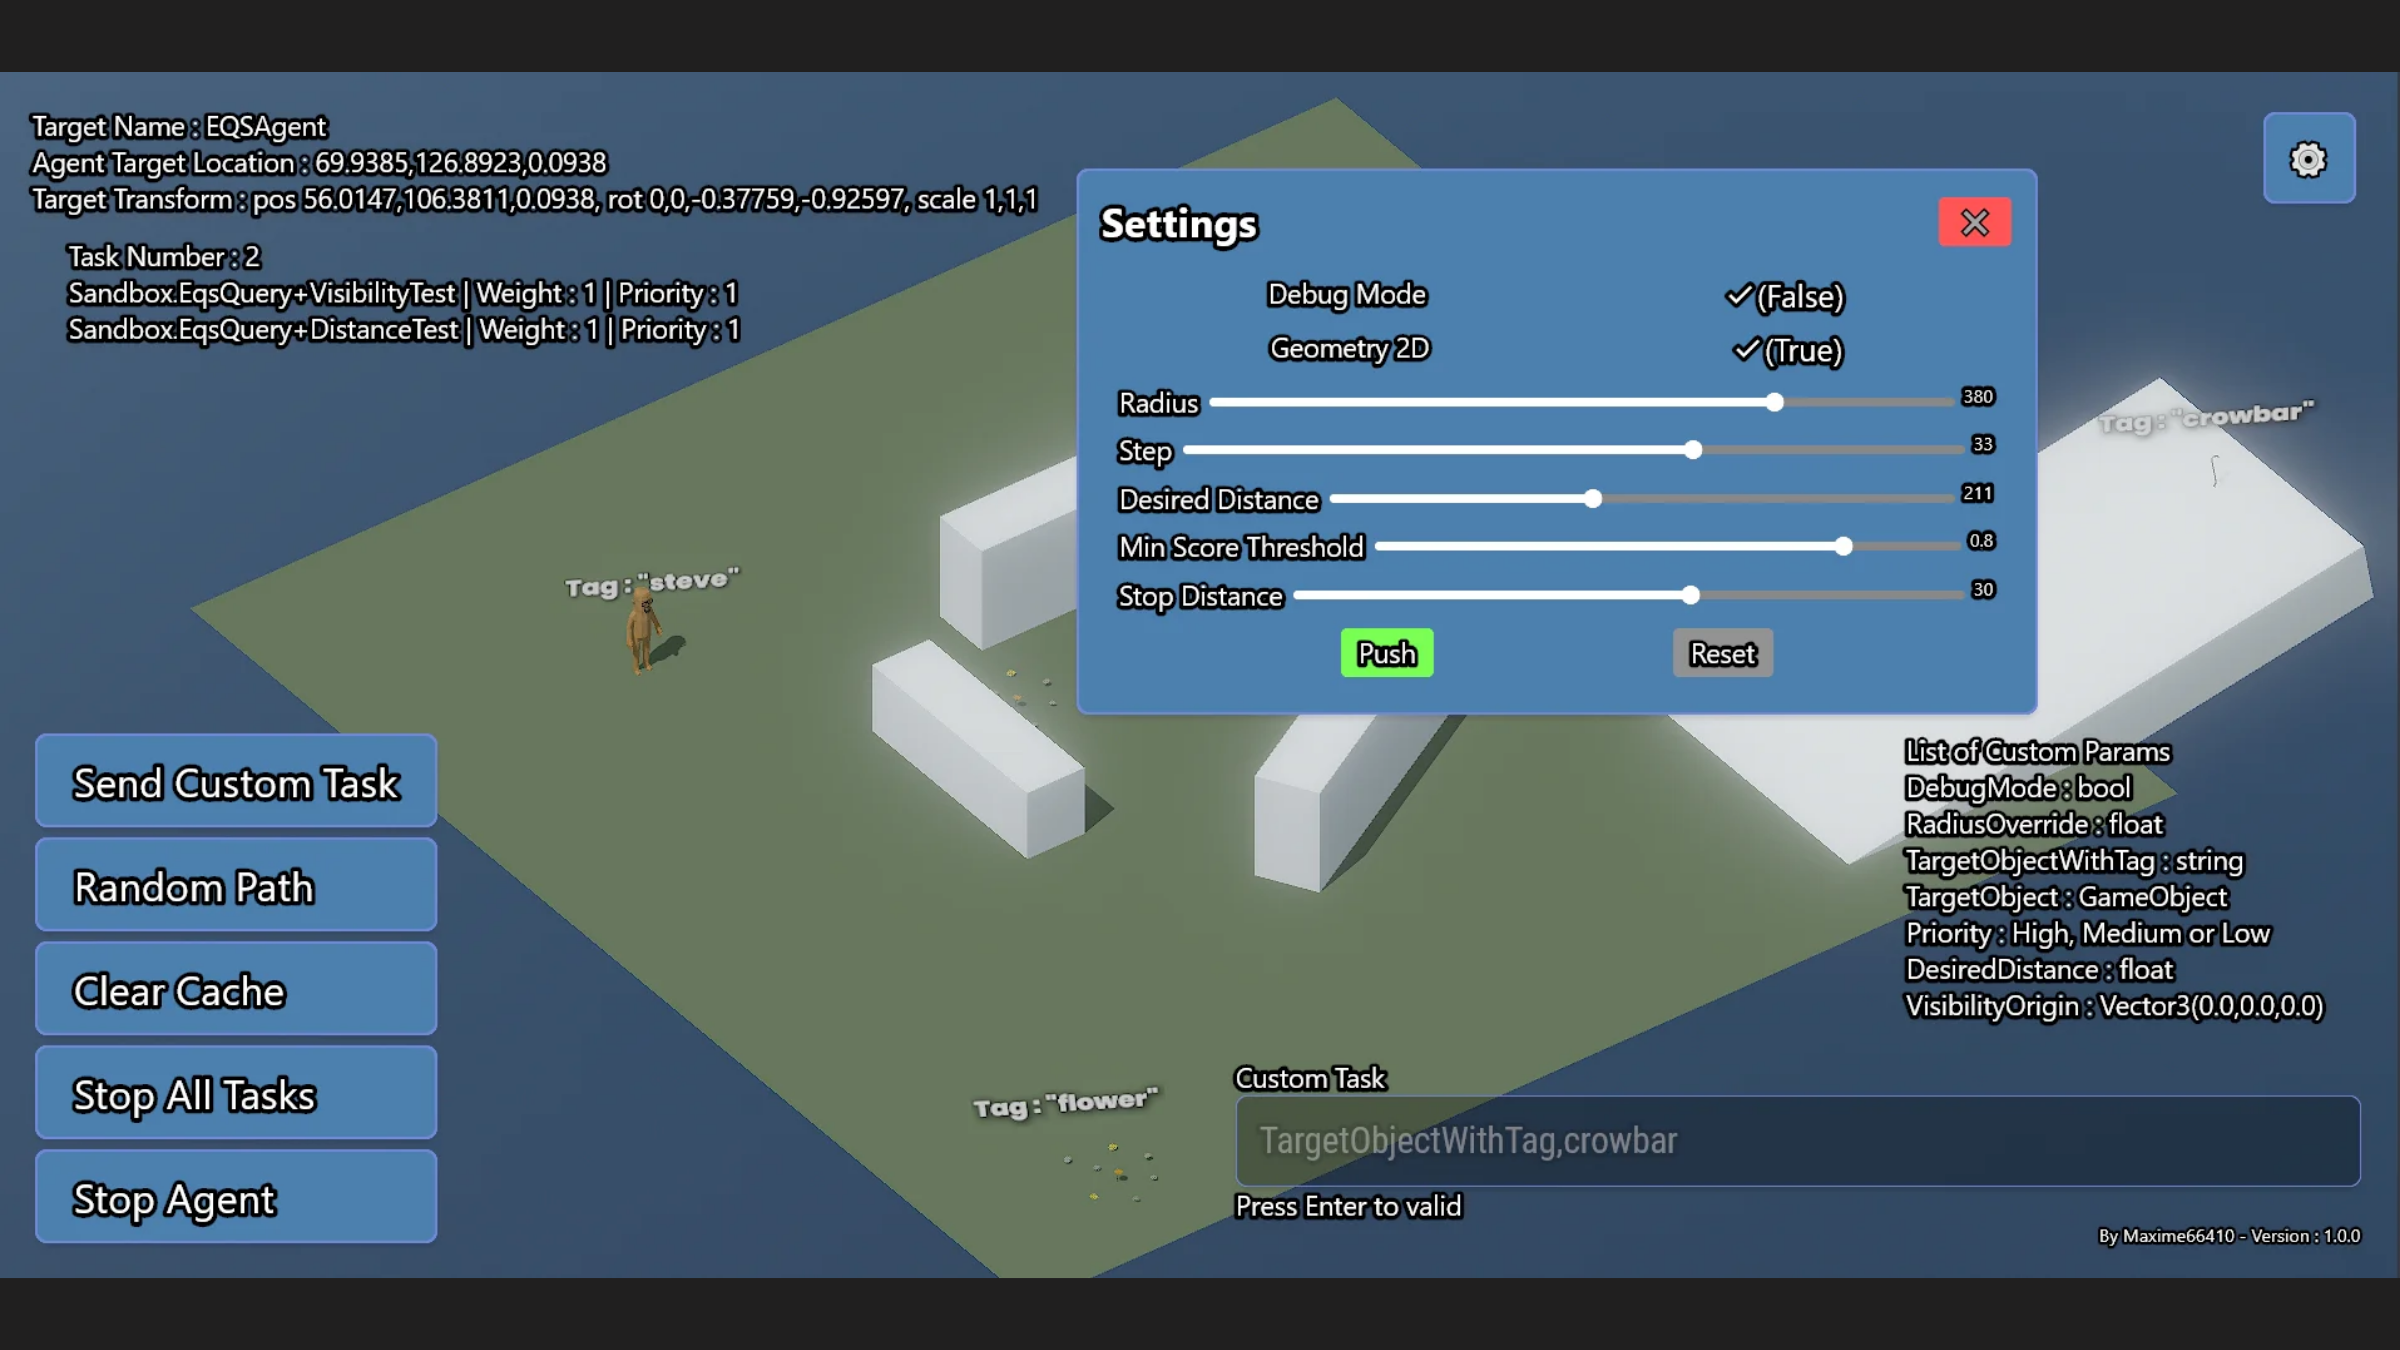 Target Name : EQSAgent
Agent Target Location : 69.9385,126.8923,0.0938
Target Transform : pos 56.0147,106.3811,0.0938, rot 0,0,-0.37759,-0.92597, scale 1,1,1
Task Number : 2
Sandbox.EqsQuery+VisibilityTest | Weight : 1 | Priority : 1
Sandbox.EqsQuery+DistanceTest | Weight : 1 | Priority : 1
Settings
Debug Mode (False)
Geometry 2D (True)
Radius 380
Step 33
Desired Distance 211
Min Score Threshold 0.8
Stop Distance 30
Push Reset
Tag : "crowbar"
Tag : "steve"
Send Custom Task
Random Path
Clear Cache
Stop All Tasks
Stop Agent
List of Custom Params
DebugMode : bool
RadiusOverride : float
TargetObjectWithTag : string
TargetObject : GameObject
Priority : High, Medium or Low
DesiredDistance : float
VisibilityOrigin : Vector3(0.0,0.0,0.0)
Tag : "flower"
Custom Task
TargetObjectWithTag,crowbar
Press Enter to valid
By Maxime66410 - Version : 1.0.0